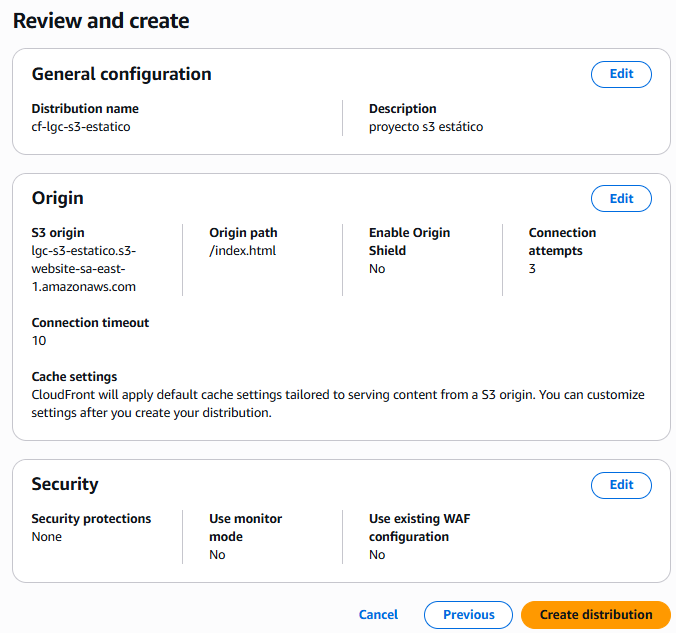 Review and create
General configuration
Edit
Distribution name
cf-lgc-s3-estatico
Description
proyecto s3 estático
Origin
Edit
S3 origin
lgc-s3-estatico.s3-
website-sa-east-
1.amazonaws.com
Origin path
/index.html
Enable Origin
Shield
No
Connection
attempts
3
Connection timeout
10
Cache settings
CloudFront will apply default cache settings tailored to serving content from a S3 origin. You can customize
settings after you create your distribution.
Security
Edit
Security protections
None
Use monitor
mode
No
Use existing WAF
configuration
No
Cancel
Previous
Create distribution